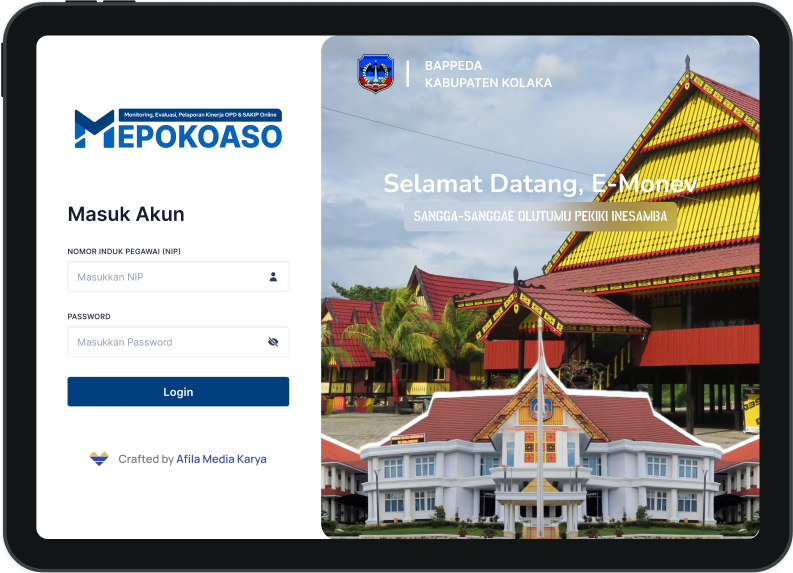 Monitoring, Evaluasi, Pelaporan Kinerja OPD & SAKIP Online
MEPOKOASO
Masuk Akun
NOMOR INDUK PEGAWAI (NIP)
Masukkan NIP
PASSWORD
Masukkan Password
Login
Crafted by Afila Media Karya
BAPPEDA
KABUPATEN KOLAKA
Selamat Datang, E-Monev
SANGGA-SANGGAE OLUTUMU PEKIKI INESAMBA